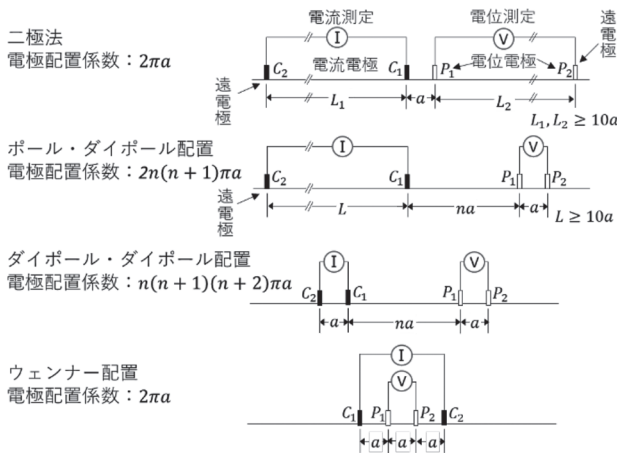 二極法
電極配置係数：2πa
電流測定
電位測定
遠電極
I
V
電流電極
電位電極
C₂
C₁
P₁
P₂
遠電極
L₁
a
L₂
L₁, L₂ ≥ 10a
ポール・ダイポール配置
電極配置係数：2n(n + 1)πa
I
V
C₂
C₁
P₁
P₂
遠電極
L
na
a
L ≥ 10a
ダイポール・ダイポール配置
電極配置係数：n(n + 1)(n + 2)πa
I
V
C₂
C₁
P₁
P₂
a
na
a
ウェンナー配置
電極配置係数：2πa
I
V
C₁
P₁
P₂
C₂
a
a
a